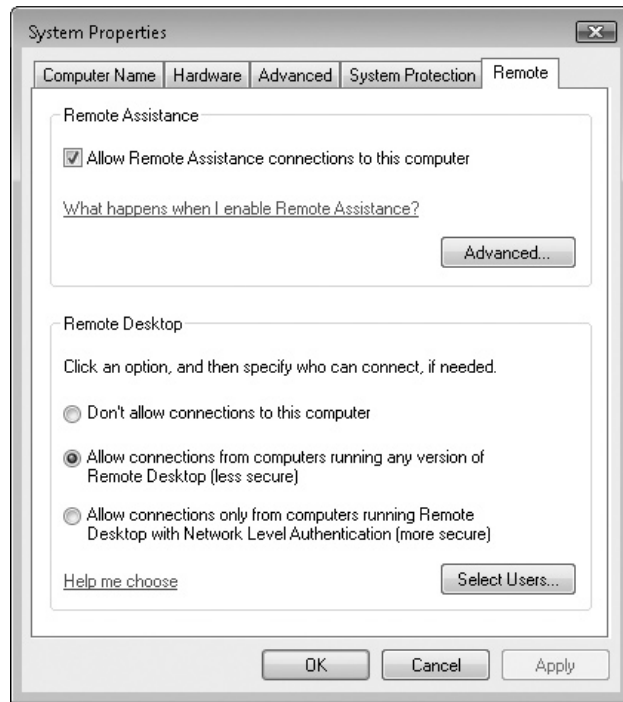 System Properties
Computer Name Hardware Advanced System Protection Remote
Remote Assistance
Allow Remote Assistance connections to this computer
What happens when I enable Remote Assistance?
Advanced...
Remote Desktop
Click an option, and then specify who can connect, if needed.
Don't allow connections to this computer
Allow connections from computers running any version of
Remote Desktop (less secure)
Allow connections only from computers running Remote
Desktop with Network Level Authentication (more secure)
Help me choose
Select Users...
OK Cancel Apply